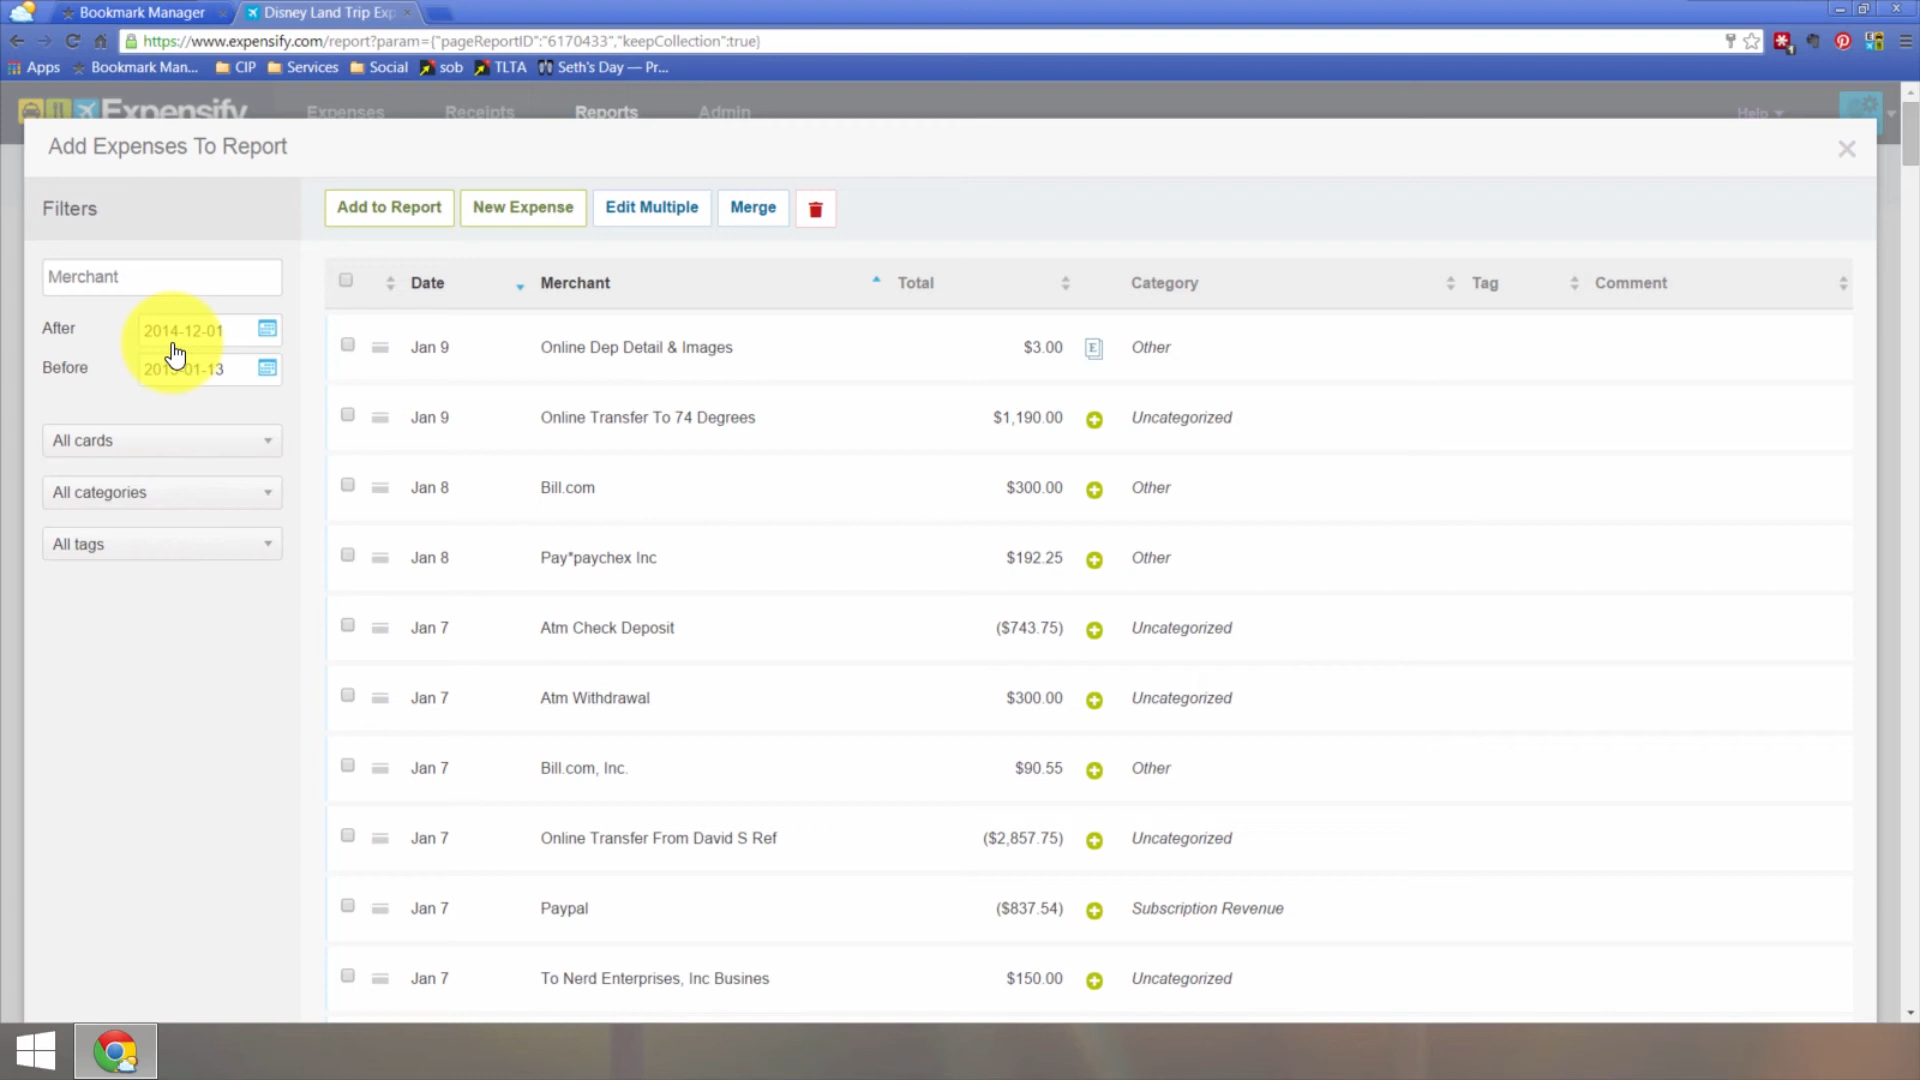 Bookmark Manager
Disney Land Trip Exp
https://www.expensify.com/report?param={"pageReportID":"6170433","keepCollection":true}
Apps
Bookmark Man...
CIP
Services
Social
sob
TLTA
Seth's Day — Pr...
Expensify
Expenses
Receipts
Reports
Admin
Help
Add Expenses To Report
Filters
Add to Report
New Expense
Edit Multiple
Merge
Merchant
After 2014-12-01
Before 2015-01-13
All cards
All categories
All tags
Date Merchant Total Category Tag Comment
Jan 9 Online Dep Detail & Images $3.00 E Other
Jan 9 Online Transfer To 74 Degrees $1,190.00 Uncategorized
Jan 8 Bill.com $300.00 Other
Jan 8 Pay*paychex Inc $192.25 Other
Jan 7 Atm Check Deposit ($743.75) Uncategorized
Jan 7 Atm Withdrawal $300.00 Uncategorized
Jan 7 Bill.com, Inc. $90.55 Other
Jan 7 Online Transfer From David S Ref ($2,857.75) Uncategorized
Jan 7 Paypal ($837.54) Subscription Revenue
Jan 7 To Nerd Enterprises, Inc Busines $150.00 Uncategorized